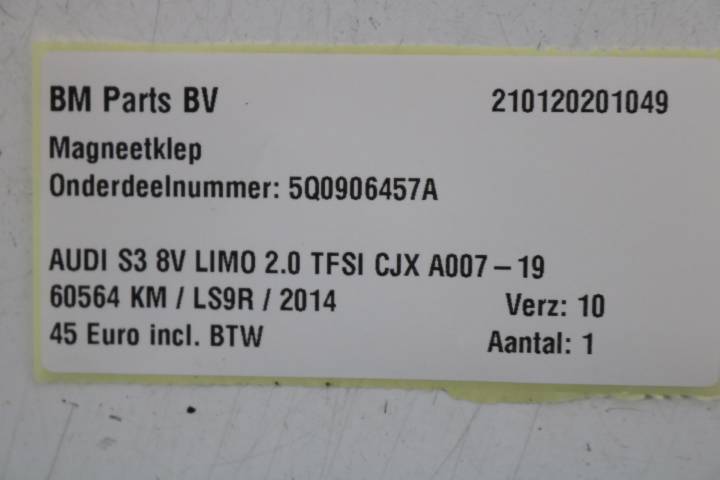 BM Parts BV 210120201049
Magneetklep
Onderdeelnummer: 5Q0906457A
AUDI S3 8V LIMO 2.0 TFSI CJX A007-19
60564 KM / LS9R / 2014 Verz: 10
45 Euro incl. BTW Aantal: 1